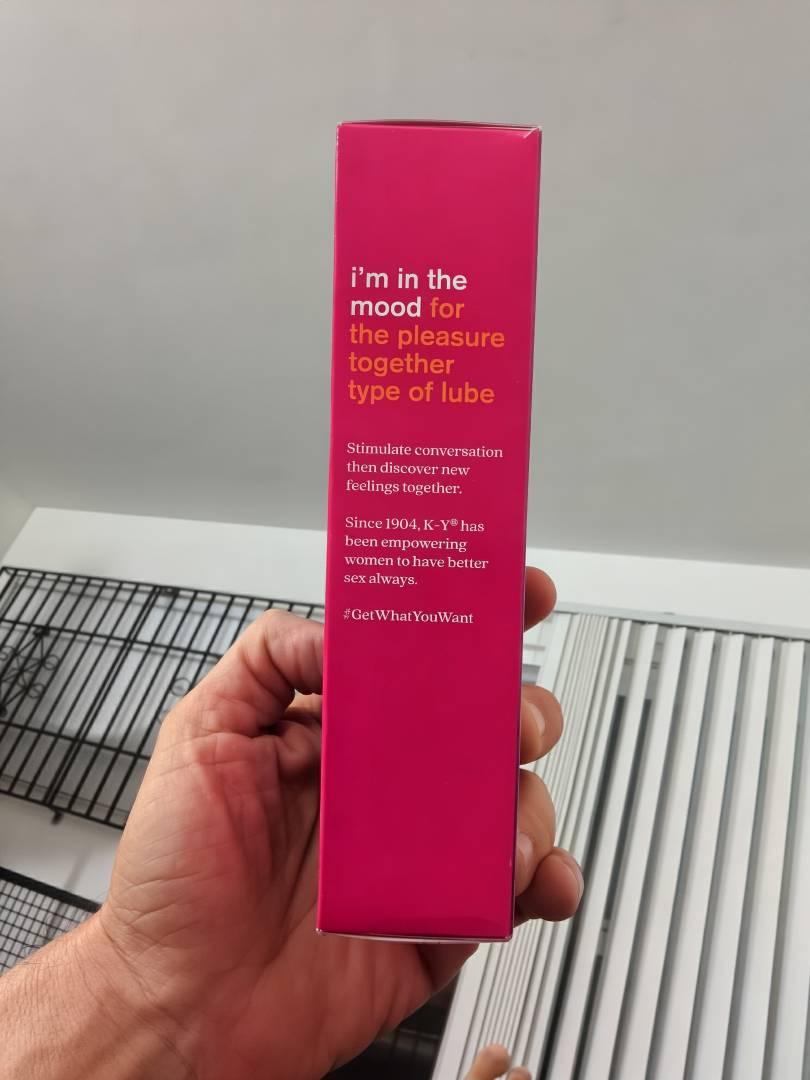 i'm in the
mood for
the pleasure
together
type of lube
Stimulate conversation
then discover new
feelings together.
Since 1904, K-Y® has
been empowering
women to have better
sex always.
#GetWhatYouWant